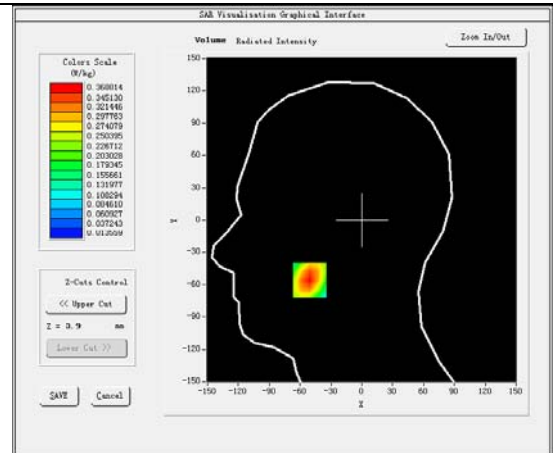 SAR Visualisation Graphical Interface
Volume Radiated Intensity
Zoom In/Out
Colors Scale
(W/kg)
0.368814
0.345130
0.321446
0.297763
0.274079
0.250395
0.226712
0.203028
0.179345
0.155661
0.131977
0.108294
0.084610
0.060927
0.037243
0.013559
Z-Cuts Control
<< Upper Cut
Z = 3.9 mm
Lower Cut >>
SAVE
Cancel
150
120
90
60
30
0
-30
-60
-90
-120
-150
Y
-150 -120 -90 -60 -30 0 30 60 90 120 150
X